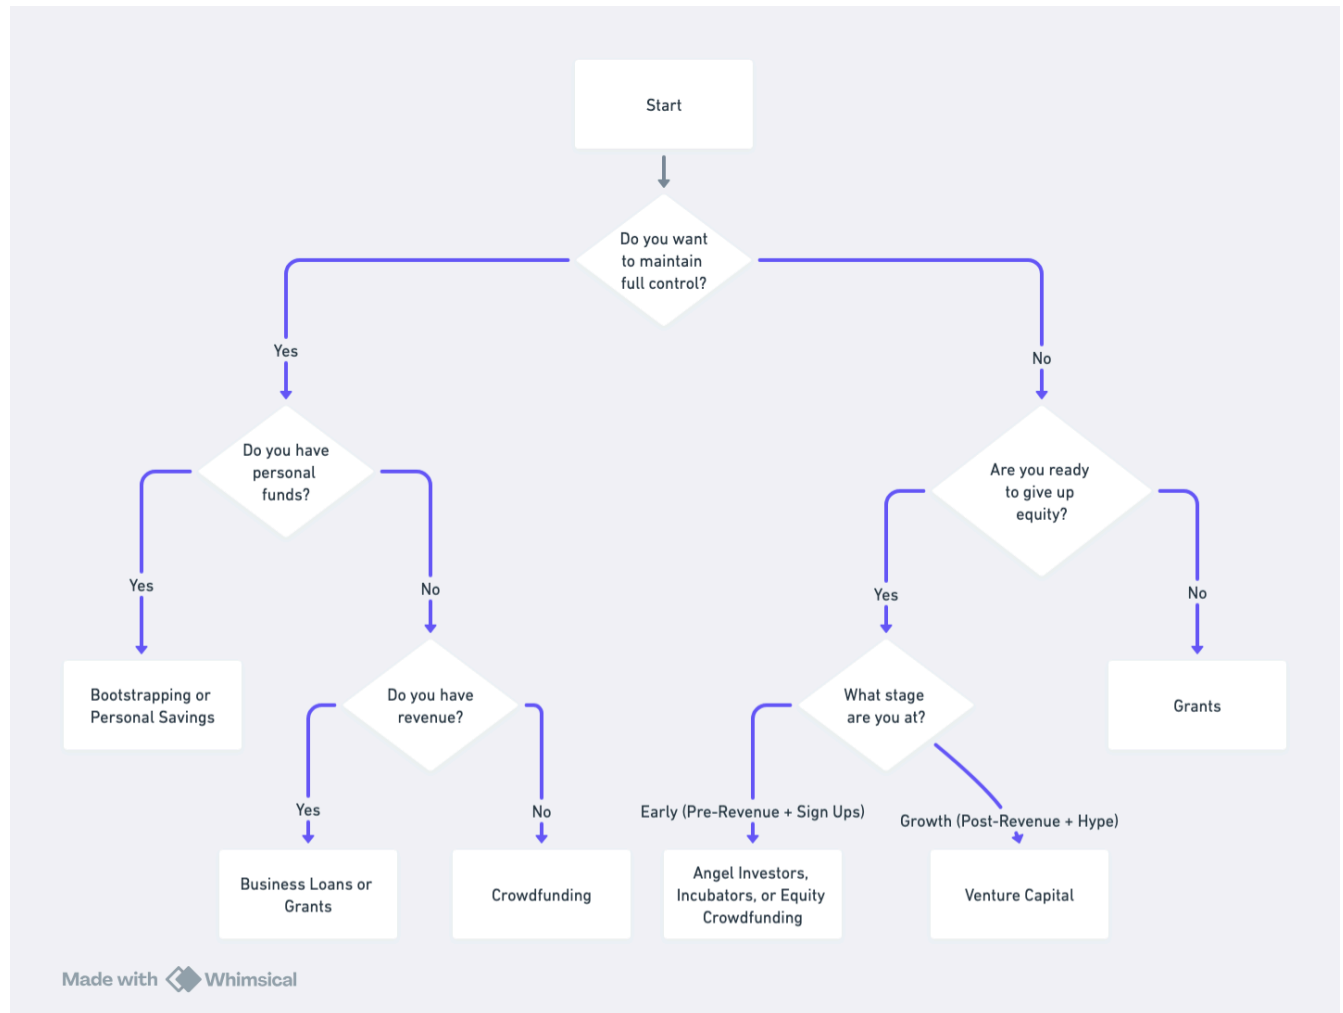 Start
Do you want
to maintain
full control?
Yes
No
Do you have
personal
funds?
Are you ready
to give up
equity?
Yes
No
Yes
No
Bootstrapping or
Personal Savings
Do you have
revenue?
What stage
are you at?
Grants
Yes
No
Early (Pre-Revenue + Sign Ups)
Growth (Post-Revenue + Hype)
Business Loans or
Grants
Crowdfunding
Angel Investors,
Incubators, or Equity
Crowdfunding
Venture Capital
Made with Whimsical